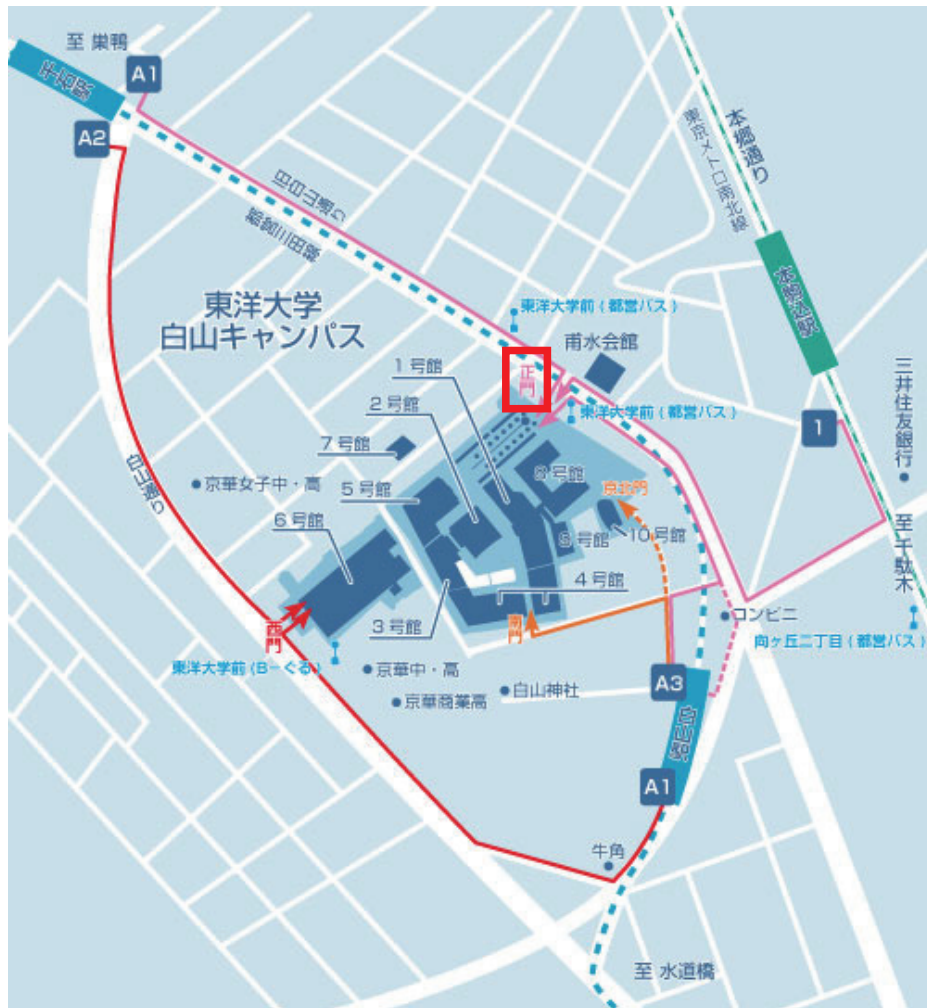 至 巣鴨
A1
千石駅
A2
本郷通り
東京メトロ南北線
旧白山通り
都営三田線
東洋大学
白山キャンパス
東洋大学前(都営バス)
本駒込駅
甫水会館
正門
1号館
2号館
東洋大学前(都営バス)
7号館
1
三井住友銀行
白山通り
京華女子中・高
5号館
8号館
京北門
6号館
9号館
10号館
至 千駄木
4号館
コンビニ
西門
3号館
南門
向ヶ丘二丁目(都営バス)
東洋大学前(B-ぐる)
京華中・高
A3
白山神社
京華商業高
白山駅
A1
牛角
至 水道橋